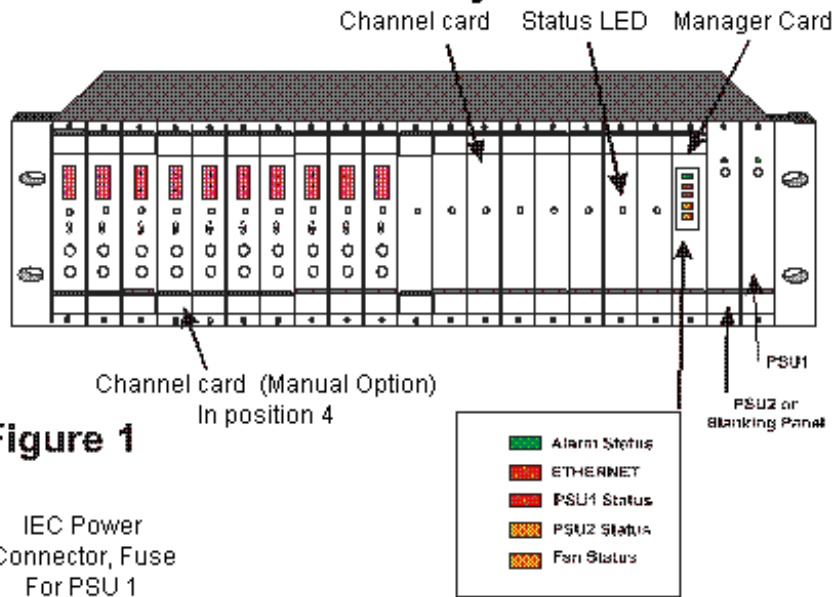 Channel card Status LED Manager Card
Channel card (Manual Option)
In position 4
PSU1
PSU2 or
Blanking Panel
Figure 1
Alarm Status
ETHERNET
PSU1 Status
PSU2 Status
Fan Status
IEC Power
Connector, Fuse
For PSU 1